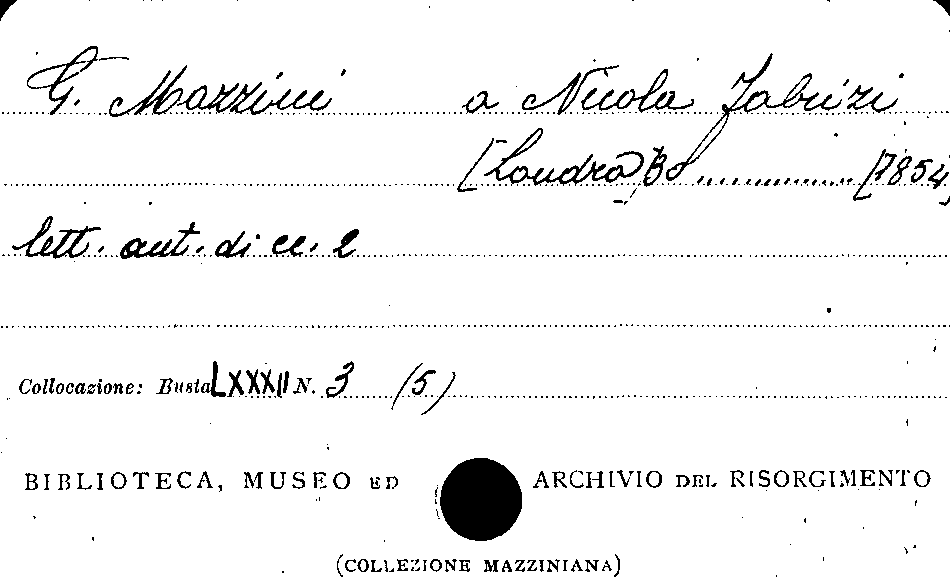 G. Mazzini a Nicola Fabrizi
[Londra] 30 ................ [1854]
lett. aut. di cc. 2
Collocazione: Busta LXXXII N. 3 (5)
BIBLIOTECA, MUSEO ED ARCHIVIO DEL RISORGIMENTO
(COLLEZIONE MAZZINIANA)